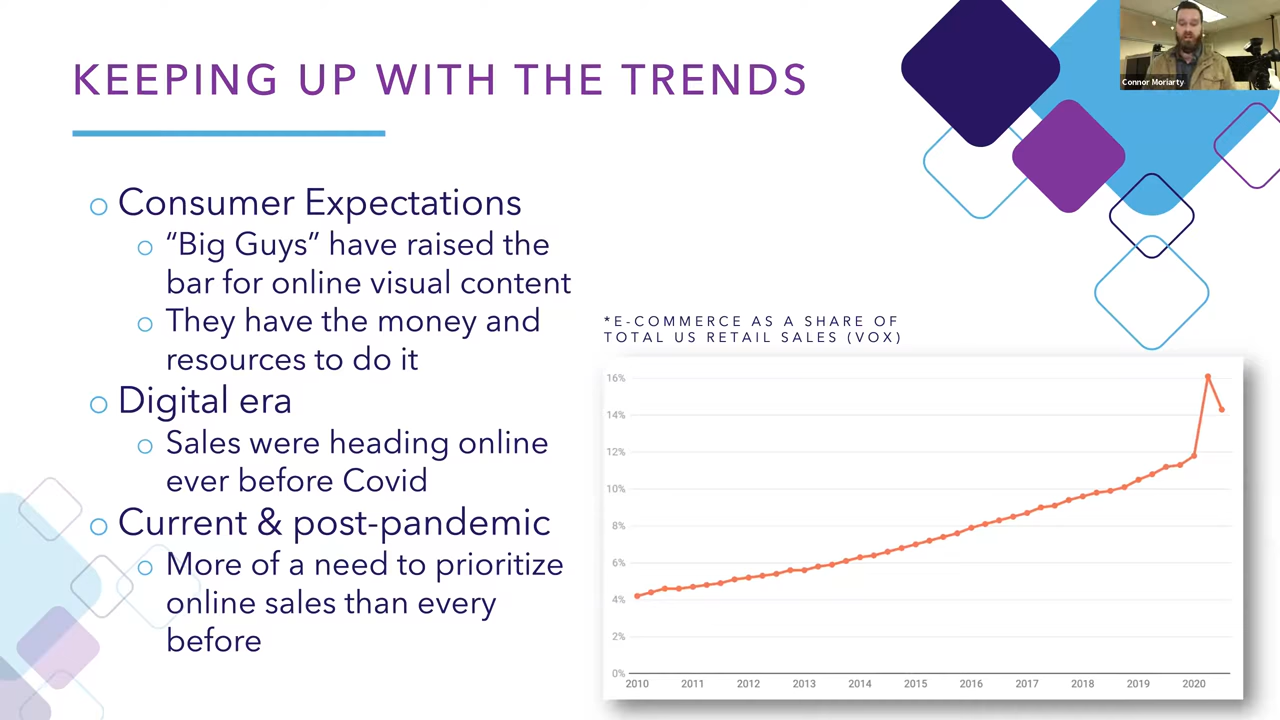 KEEPING UP WITH THE TRENDS
Connor Moriarty
o Consumer Expectations
o “Big Guys” have raised the
bar for online visual content
o They have the money and
resources to do it
o Digital era
o Sales were heading online
ever before Covid
o Current & post-pandemic
o More of a need to prioritize
online sales than every
before
*E-COMMERCE AS A SHARE OF
TOTAL US RETAIL SALES (VOX)
16%
14%
12%
10%
8%
6%
4%
2%
0%
2010 2011 2012 2013 2014 2015 2016 2017 2018 2019 2020